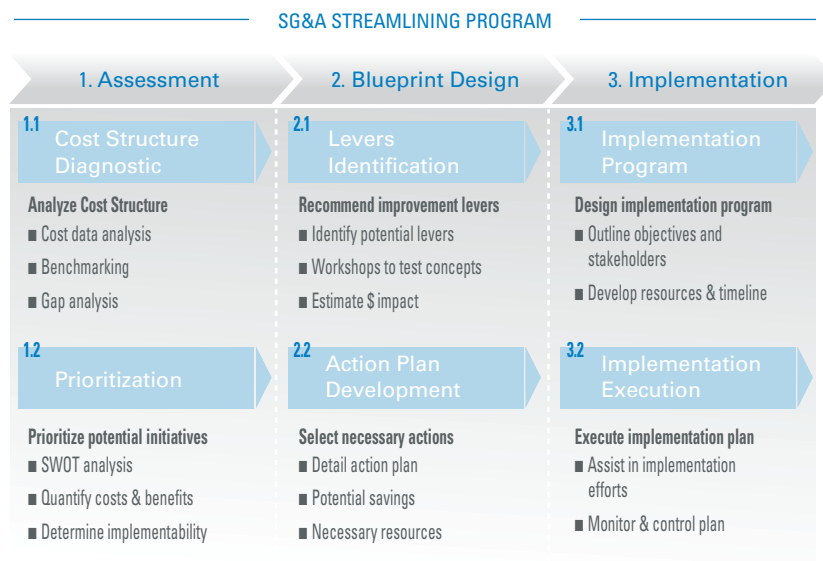 SG&A STREAMLINING PROGRAM
1. Assessment
2. Blueprint Design
3. Implementation
1.1
Cost Structure
Diagnostic
Analyze Cost Structure
■ Cost data analysis
■ Benchmarking
■ Gap analysis
2.1
Levers
Identification
Recommend improvement levers
■ Identify potential levers
■ Workshops to test concepts
■ Estimate $ impact
3.1
Implementation
Program
Design implementation program
■ Outline objectives and
stakeholders
■ Develop resources & timeline
1.2
Prioritization
Prioritize potential initiatives
■ SWOT analysis
■ Quantify costs & benefits
■ Determine implementability
2.2
Action Plan
Development
Select necessary actions
■ Detail action plan
■ Potential savings
■ Necessary resources
3.2
Implementation
Execution
Execute implementation plan
■ Assist in implementation
efforts
■ Monitor & control plan